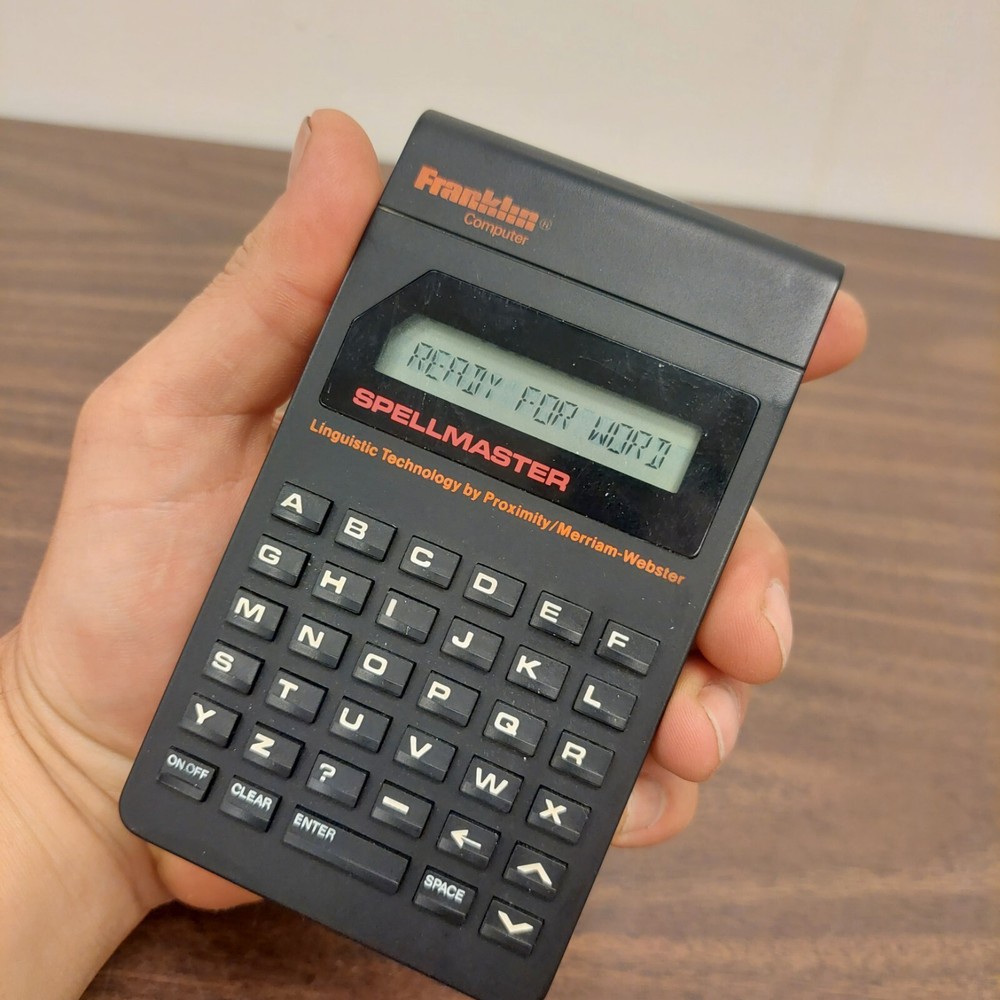 Franklin®
Computer
READY FOR WORD
SPELLMASTER
Linguistic Technology by Proximity/Merriam-Webster
A B C D E F
G H I J K L
M N O P Q R
S T U V W X
Y Z ? - ← ∧
ON.OFF CLEAR ENTER SPACE ∨